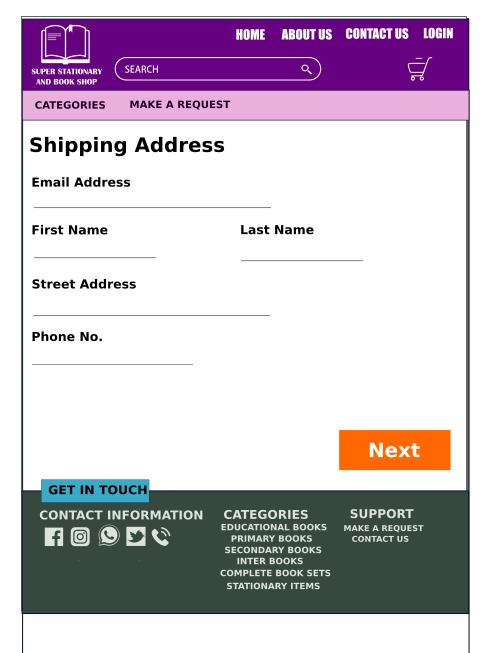 HOME ABOUT US CONTACT US LOGIN
SUPER STATIONARY
AND BOOK SHOP
SEARCH
CATEGORIES MAKE A REQUEST
Shipping Address
Email Address
First Name Last Name
Street Address
Phone No.
Next
GET IN TOUCH
CONTACT INFORMATION
CATEGORIES
EDUCATIONAL BOOKS
PRIMARY BOOKS
SECONDARY BOOKS
INTER BOOKS
COMPLETE BOOK SETS
STATIONARY ITEMS
SUPPORT
MAKE A REQUEST
CONTACT US